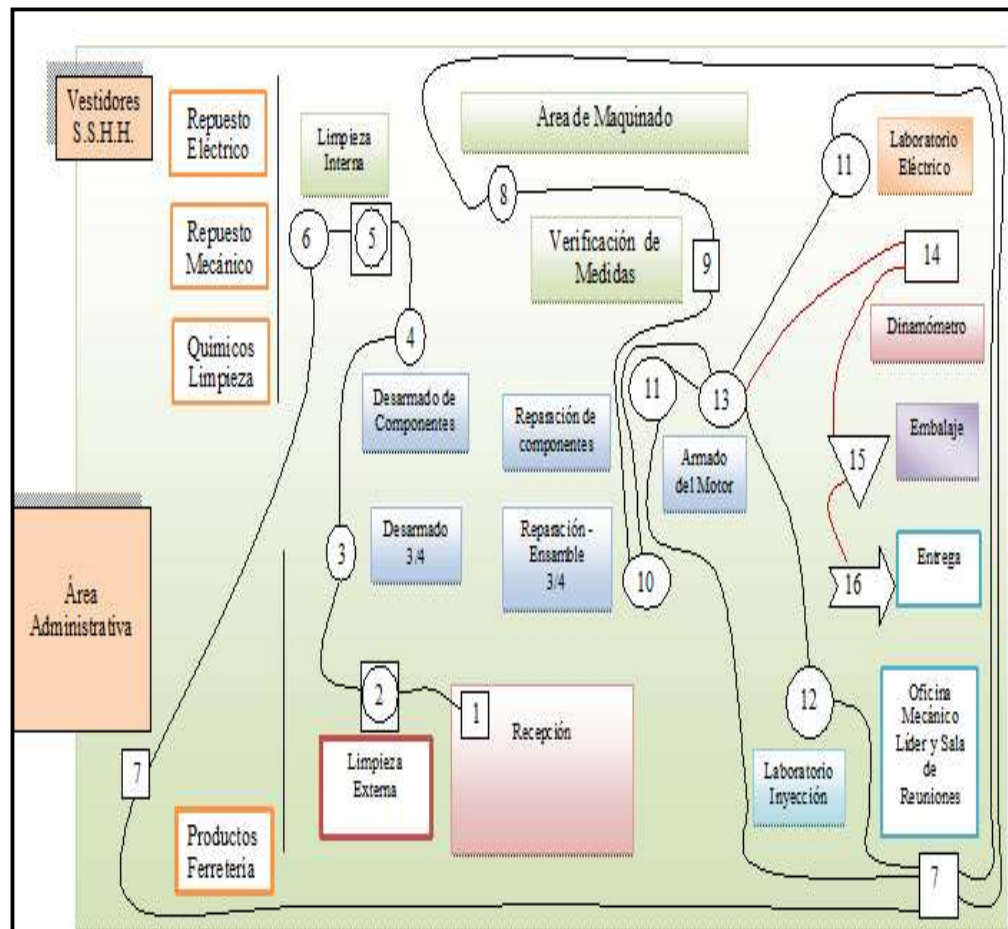 Vestidores
S.S.H.H.
Repuesto
Eléctrico
Repuesto
Mecánico
Químicos
Limpieza
Limpieza
Interna
Área de Maquinado
Laboratorio
Eléctrico
11
8
6
5
Verificación de
Medidas
9
14
Dinamómetro
4
Desarmado de
Componentes
Reparación de
componentes
11
13
Armado
del Motor
15
Embalaje
3
Desarmado
3/4
Reparación -
Ensamble
3/4
10
16
Entrega
Área
Administrativa
2
1
Recepción
Limpieza
Externa
12
Laboratorio
Inyección
Oficina
Mecánico
Líder y Sala
de
Reuniones
7
Productos
Ferretería
7